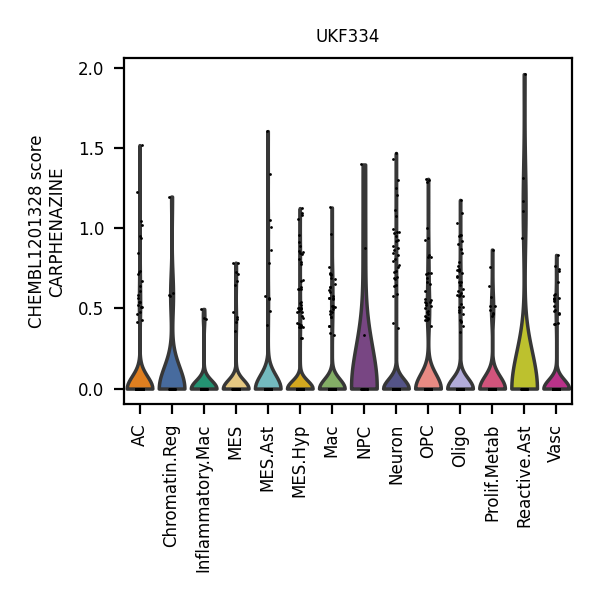 UKF334
CHEMBL1201328 score
CARPHENAZINE
2.0
1.5
1.0
0.5
0.0
AC
Chromatin.Reg
Inflammatory.Mac
MES
MES.Ast
MES.Hyp
Mac
NPC
Neuron
OPC
Oligo
Prolif.Metab
Reactive.Ast
Vasc